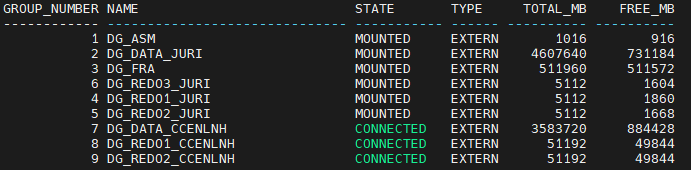 GROUP_NUMBER NAME                           STATE       TYPE     TOTAL_MB    FREE_MB
------------ ------------------------------ ----------- ------ ---------- ----------
           1 DG_ASM                         MOUNTED     EXTERN       1016        916
           2 DG_DATA_JURI                   MOUNTED     EXTERN    4607640     731184
           3 DG_FRA                         MOUNTED     EXTERN     511960     511572
           6 DG_REDO3_JURI                  MOUNTED     EXTERN       5112       1604
           4 DG_REDO1_JURI                  MOUNTED     EXTERN       5112       1860
           5 DG_REDO2_JURI                  MOUNTED     EXTERN       5112       1668
           7 DG_DATA_CCENLNH                CONNECTED   EXTERN    3583720     884428
           8 DG_REDO1_CCENLNH               CONNECTED   EXTERN      51192      49844
           9 DG_REDO2_CCENLNH               CONNECTED   EXTERN      51192      49844